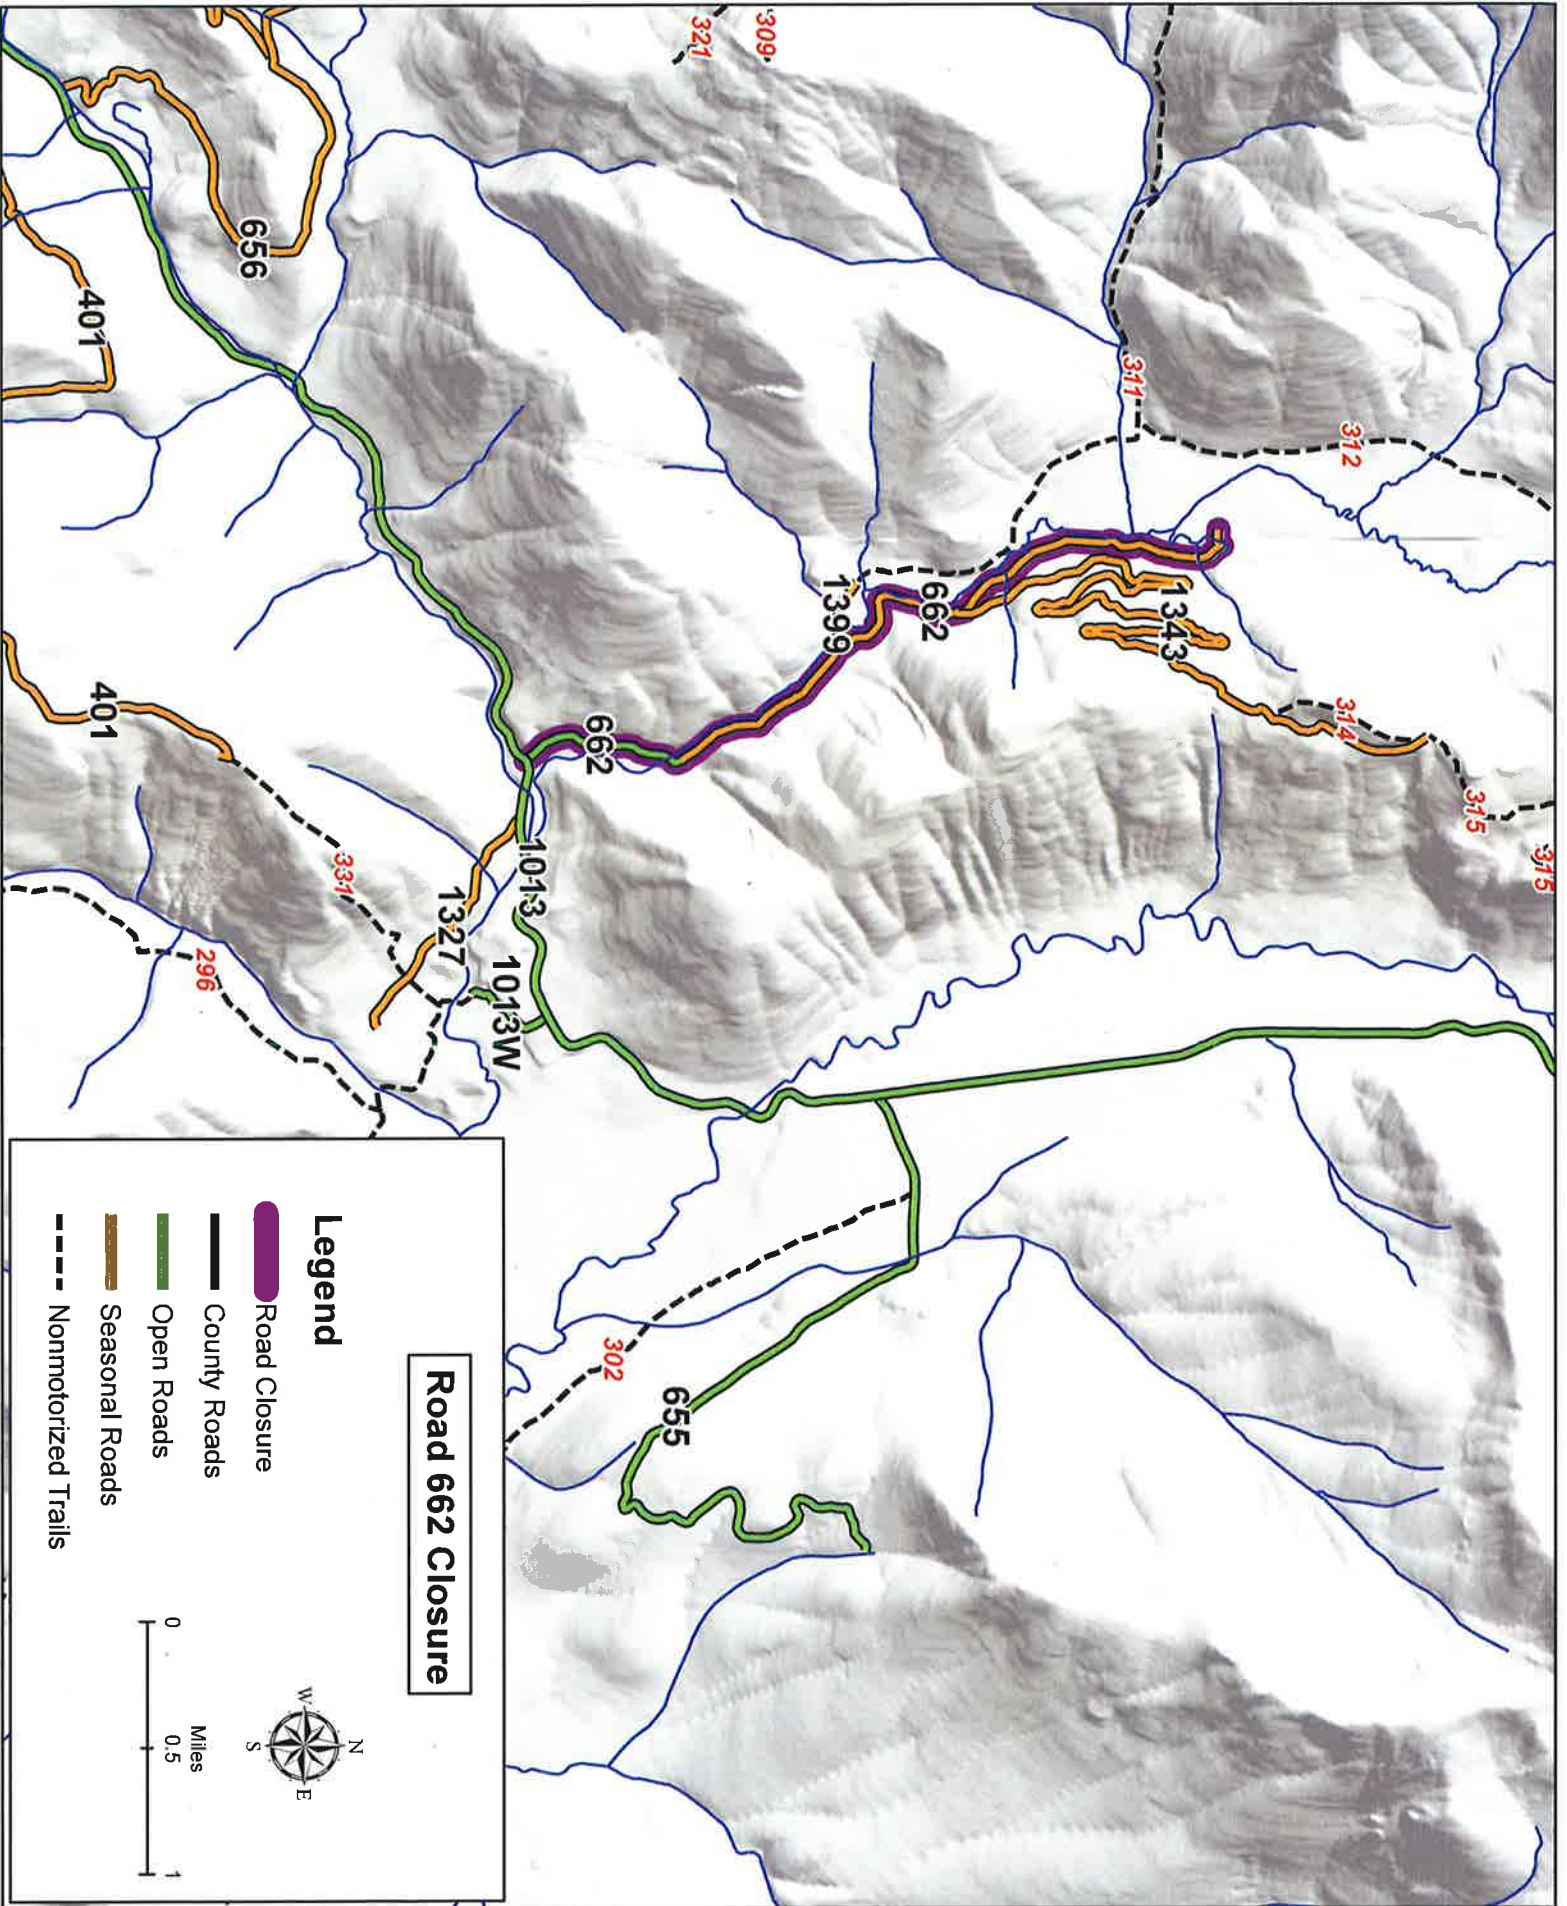 315
315
312
314
1343
311
662
1399
309
321
655
302
662
1013
1013W
1327
331
656
296
401
401
Road 662 Closure
Legend
Road Closure
County Roads
Open Roads
Seasonal Roads
Nonmotorized Trails
N
W
E
S
Miles
0 0.5 1